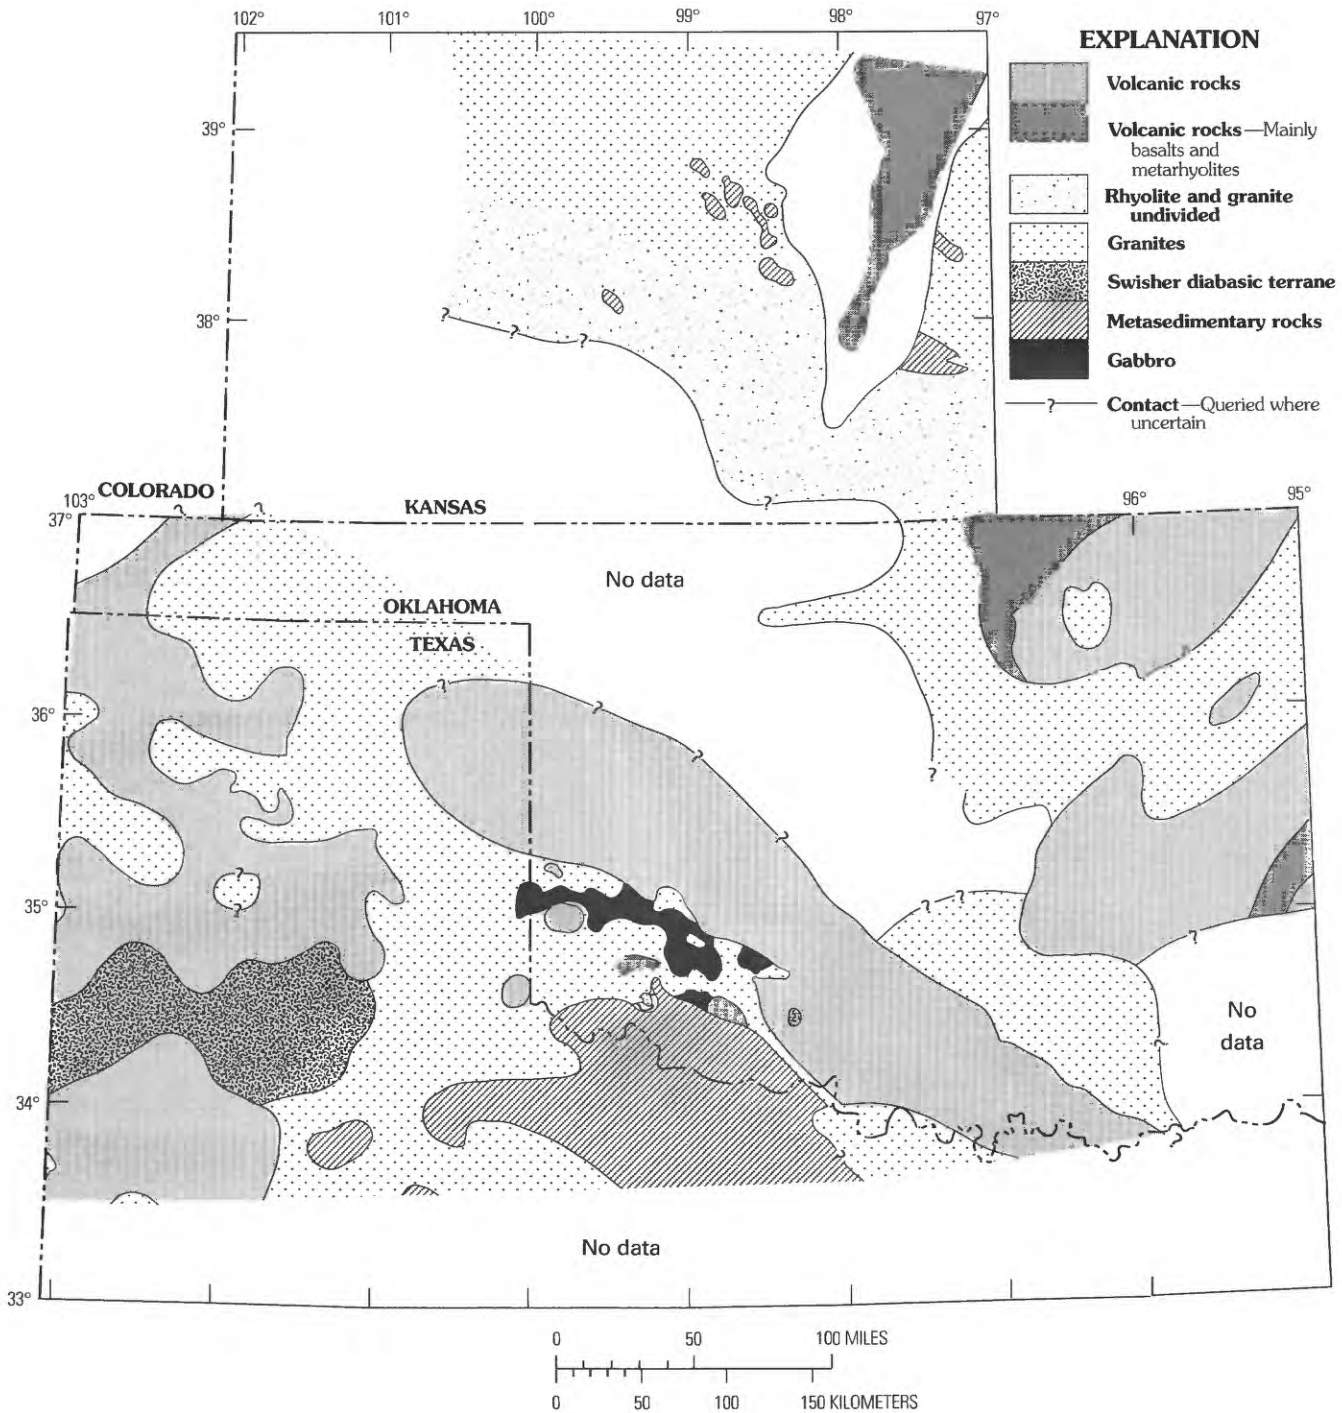 102° 101° 100° 99° 98° 97°
EXPLANATION
Volcanic rocks
Volcanic rocks—Mainly
basalts and
metarhyolites
Rhyolite and granite
undivided
Granites
Swisher diabasic terrane
Metasedimentary rocks
Gabbro
—?— Contact—Queried where
uncertain
39°
38°
? ? ?
?
103° COLORADO
37°
? ?
KANSAS
96° 95°
No data
OKLAHOMA
TEXAS
36°
? ?
?
?
?
?
?
35°
? ?
?
?
No
data
?
34°
?
No data
33°
0 50 100 MILES
0 50 100 150 KILOMETERS